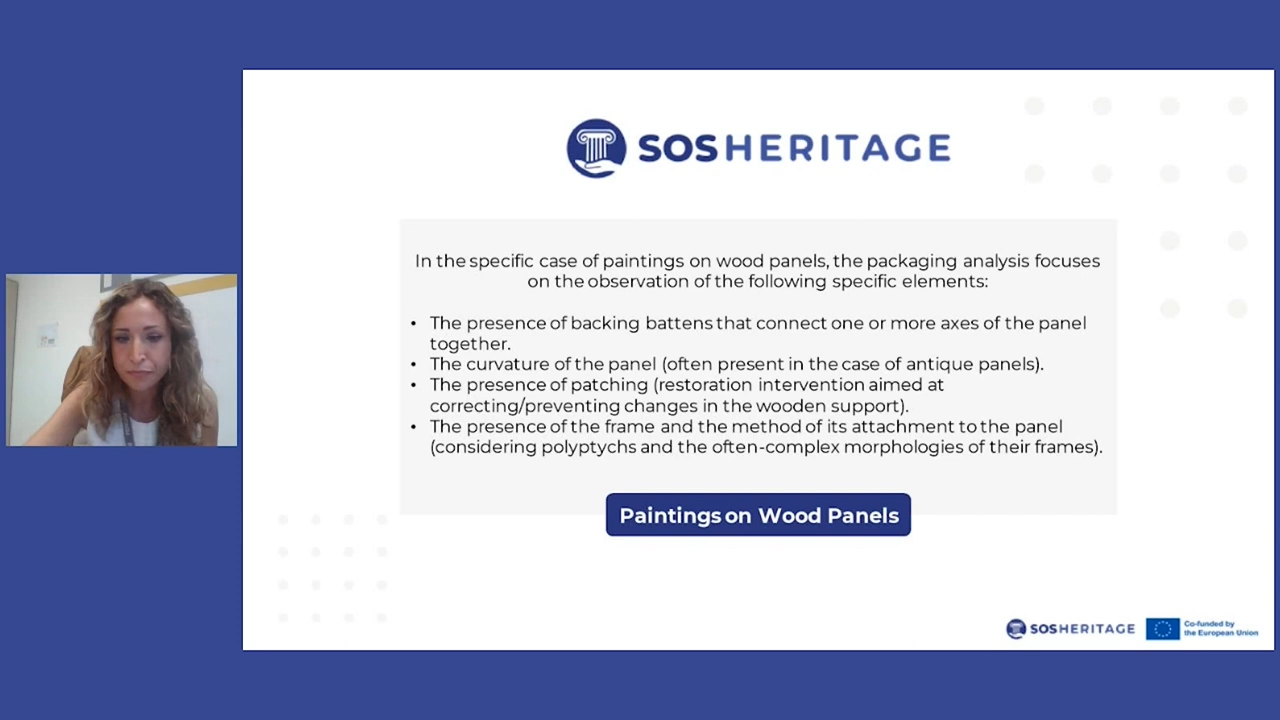 SOSHERITAGE
In the specific case of paintings on wood panels, the packaging analysis focuses
on the observation of the following specific elements:
• The presence of backing battens that connect one or more axes of the panel
together.
• The curvature of the panel (often present in the case of antique panels).
• The presence of patching (restoration intervention aimed at
correcting/preventing changes in the wooden support).
• The presence of the frame and the method of its attachment to the panel
(considering polyptychs and the often-complex morphologies of their frames).
Paintings on Wood Panels
SOSHERITAGE
Co-funded by
the European Union